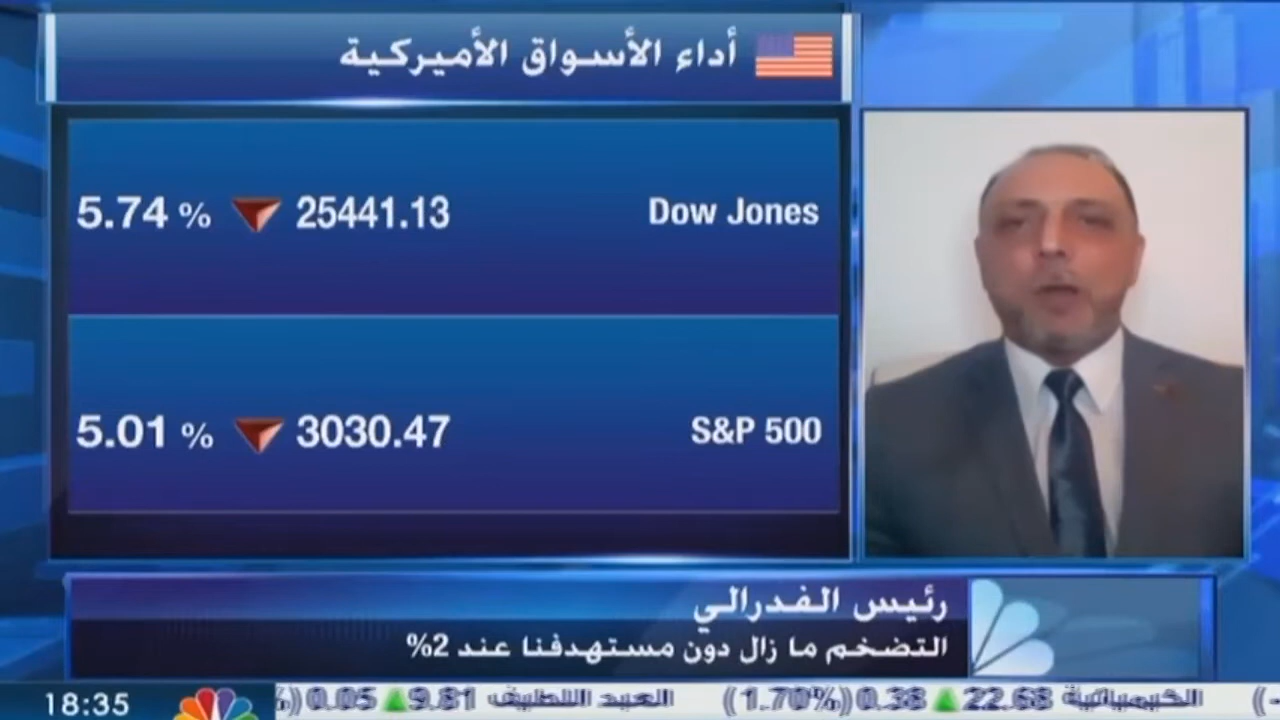 أداء الأسواق الأميركية
Dow Jones 25441.13 5.74 %
S&P 500 3030.47 5.01 %
رئيس الفدرالي
التضخم ما زال دون مستهدفنا عند 2%
18:35
الكيميائية 22.68 0.38 (1.70%) العبد اللطيف 9.81 0.05